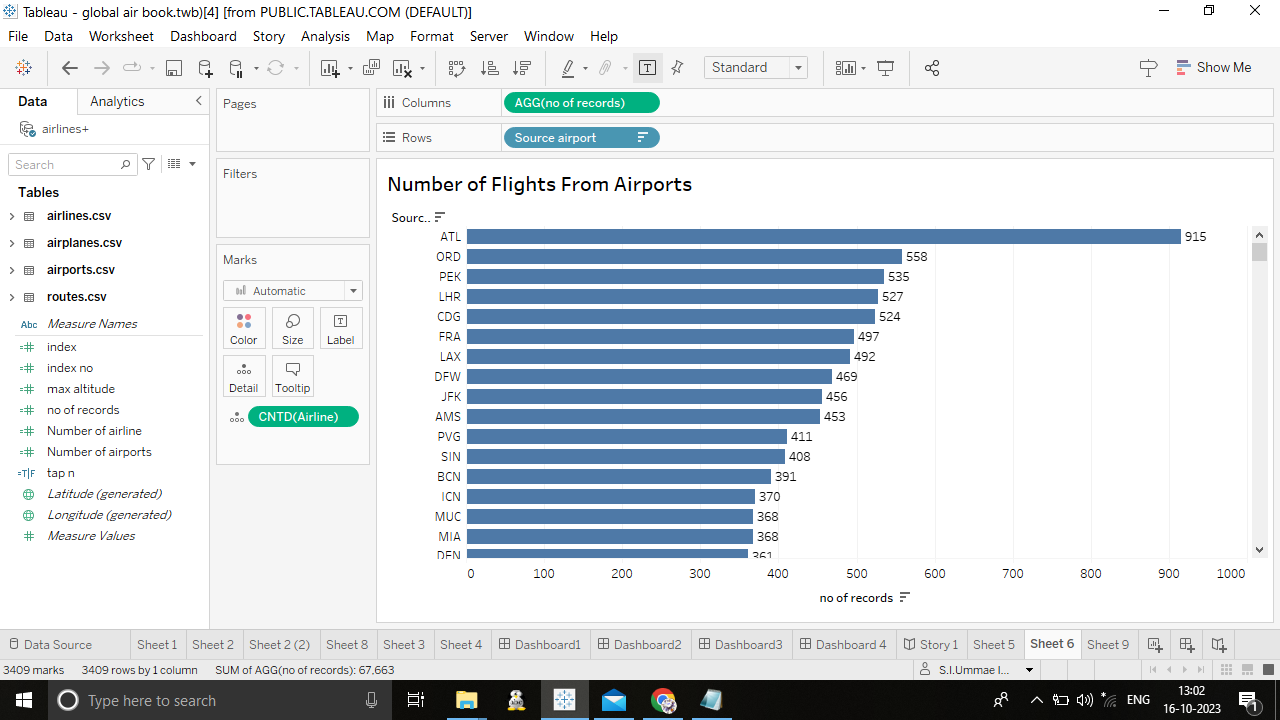 Tableau - global air book.twb)[4] [from PUBLIC.TABLEAU.COM (DEFAULT)]
File Data Worksheet Dashboard Story Analysis Map Format Server Window Help
Standard
Show Me
Data Analytics
airlines+
Search
Tables
airlines.csv
airplanes.csv
airports.csv
routes.csv
Abc Measure Names
index
index no
max altitude
no of records
Number of airline
Number of airports
T|F tap n
Latitude (generated)
Longitude (generated)
Measure Values
Pages
Filters
Marks
Automatic
Color Size Label
Detail Tooltip
CNTD(Airline)
Columns AGG(no of records)
Rows Source airport
Number of Flights From Airports
Sourc..
ATL 915
ORD 558
PEK 535
LHR 527
CDG 524
FRA 497
LAX 492
DFW 469
JFK 456
AMS 453
PVG 411
SIN 408
BCN 391
ICN 370
MUC 368
MIA 368
DEN 361
0 100 200 300 400 500 600 700 800 900 1000
no of records
Data Source Sheet 1 Sheet 2 Sheet 2 (2) Sheet 8 Sheet 3 Sheet 4 Dashboard1 Dashboard2 Dashboard3 Dashboard 4 Story 1 Sheet 5 Sheet 6 Sheet 9
3409 marks 3409 rows by 1 column SUM of AGG(no of records): 67,663 S.I.Ummae I...
Type here to search
ENG
13:02
16-10-2023
1